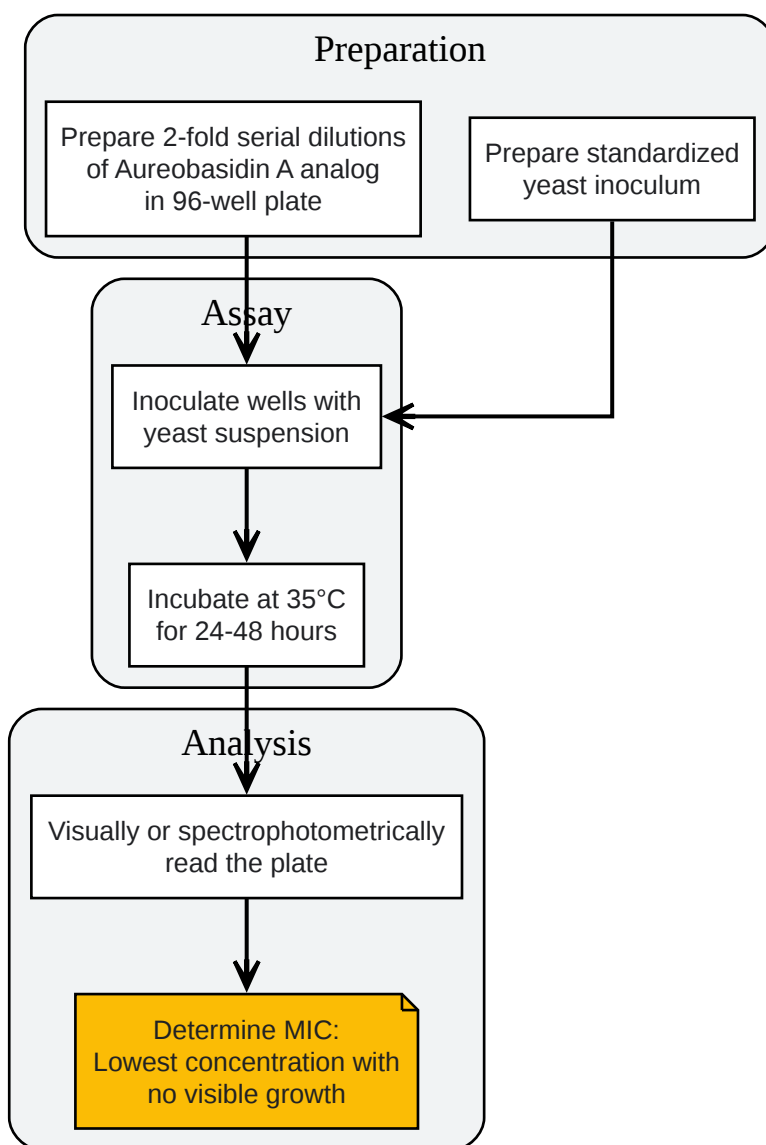 Preparation
Prepare 2-fold serial dilutions
of Aureobasidin A analog
in 96-well plate
Prepare standardized
yeast inoculum
Assay
Inoculate wells with
yeast suspension
Incubate at 35°C
for 24-48 hours
Analysis
Visually or spectrophotometrically
read the plate
Determine MIC:
Lowest concentration with
no visible growth